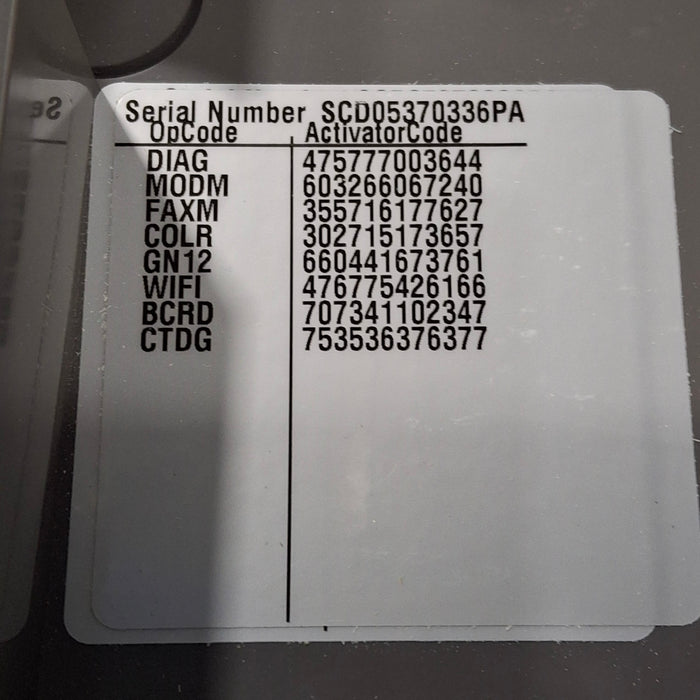 Serial Number SCD05370336PA
OpCode ActivatorCode
DIAG 475777003644
MODM 603266067240
FAXM 355716177627
COLR 302715173657
GN12 660441673761
WIFI 476775426166
BCRD 707341102347
CTDG 753536376377
Se